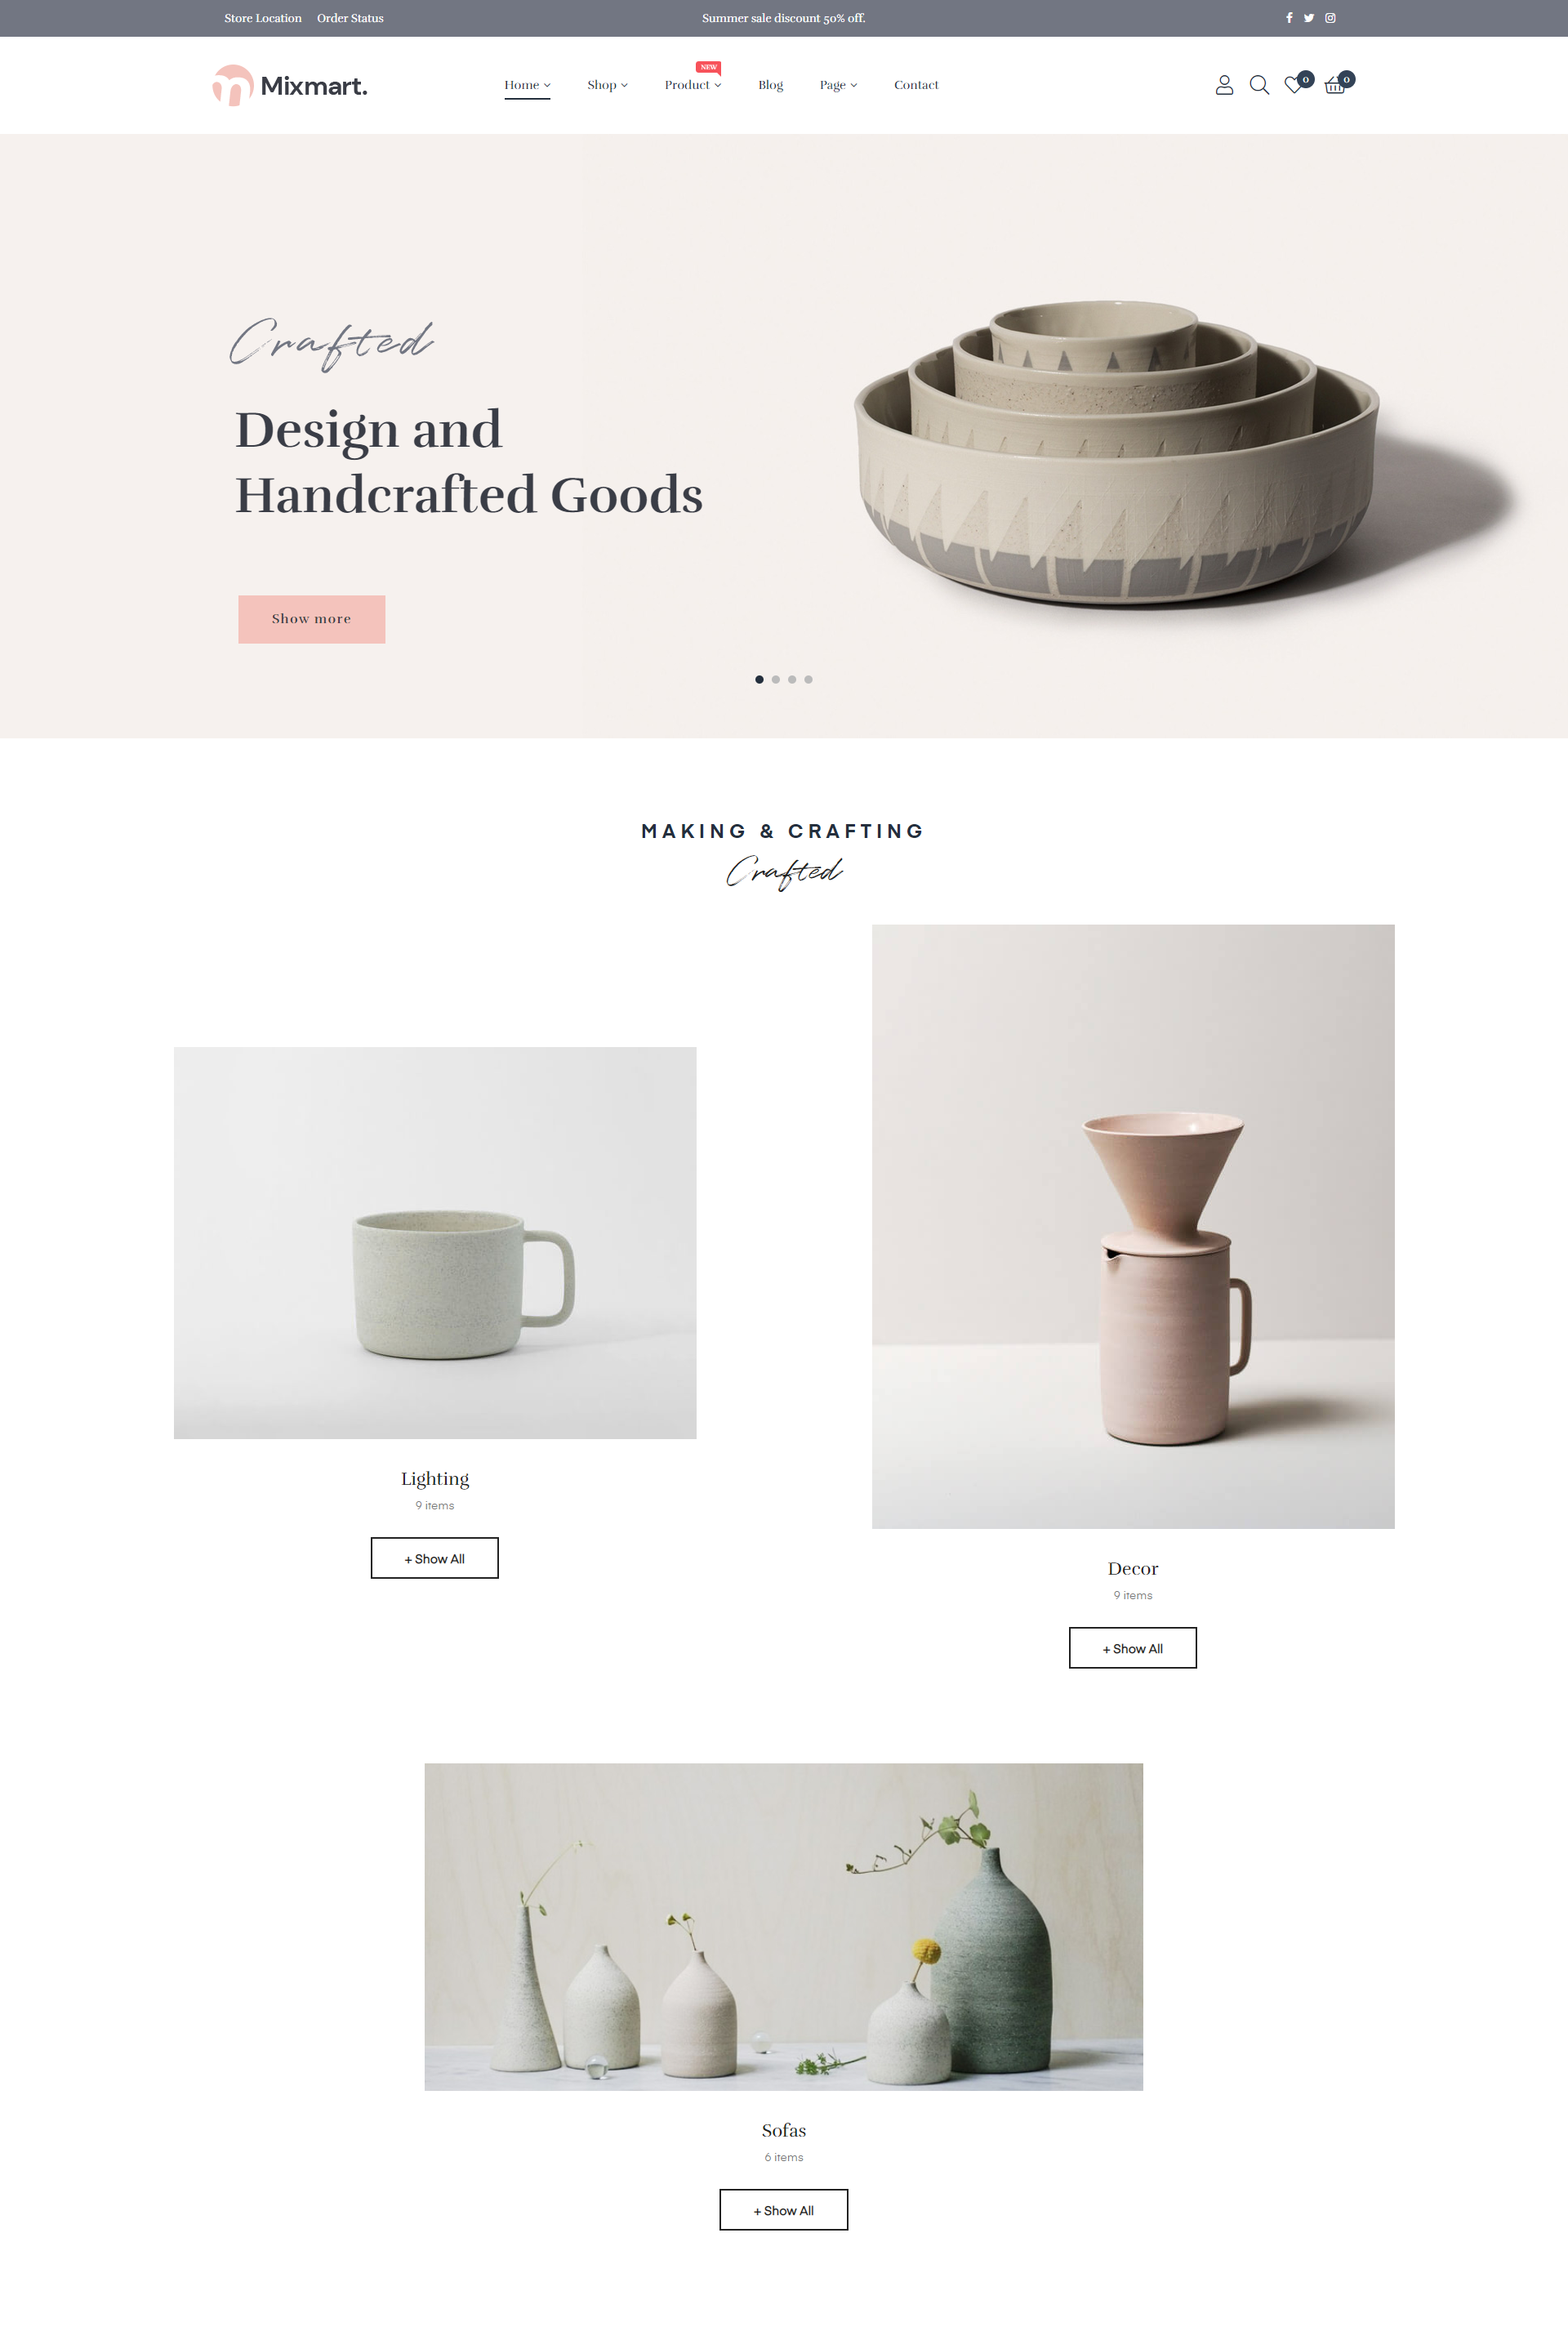 Store Location Order Status Summer sale discount 50% off.
Mixmart.
NEW
Home Shop Product Blog Page Contact
0 0
Crafted
Design and
Handcrafted Goods
Show more
MAKING & CRAFTING
Crafted
Lighting
9 items
+ Show All
Decor
9 items
+ Show All
Sofas
6 items
+ Show All